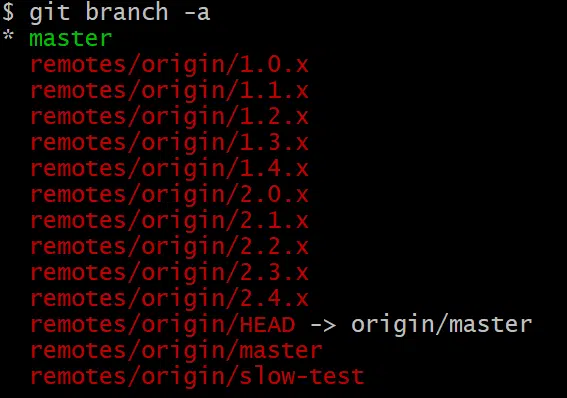 $ git branch -a
* master
remotes/origin/1.0.x
remotes/origin/1.1.x
remotes/origin/1.2.x
remotes/origin/1.3.x
remotes/origin/1.4.x
remotes/origin/2.0.x
remotes/origin/2.1.x
remotes/origin/2.2.x
remotes/origin/2.3.x
remotes/origin/2.4.x
remotes/origin/HEAD -> origin/master
remotes/origin/master
remotes/origin/slow-test